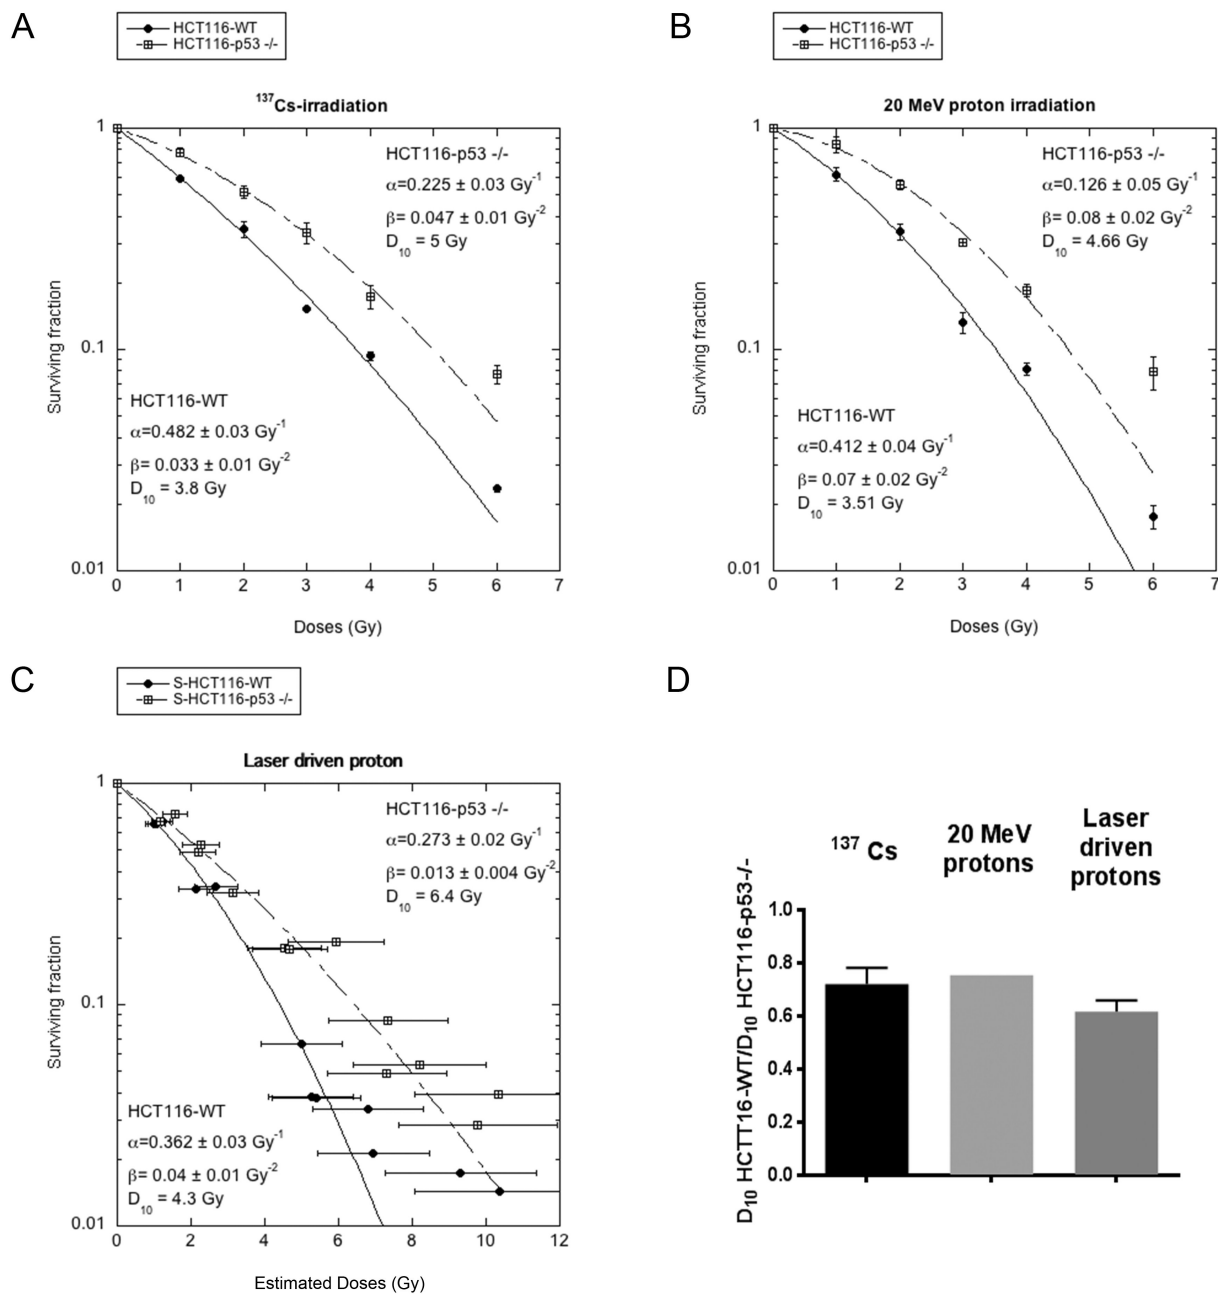 A
HCT116-WT
HCT116-p53 -/-
137Cs-irradiation
1
0.1
0.01
Surviving fraction
HCT116-p53 -/-
α=0.225 ± 0.03 Gy-1
β= 0.047 ± 0.01 Gy-2
D10 = 5 Gy
HCT116-WT
α=0.482 ± 0.03 Gy-1
β= 0.033 ± 0.01 Gy-2
D10 = 3.8 Gy
0 1 2 3 4 5 6 7
Doses (Gy)
B
HCT116-WT
HCT116-p53 -/-
20 MeV proton irradiation
1
0.1
0.01
Surviving fraction
HCT116-p53 -/-
α=0.126 ± 0.05 Gy-1
β= 0.08 ± 0.02 Gy-2
D10 = 4.66 Gy
HCT116-WT
α=0.412 ± 0.04 Gy-1
β= 0.07 ± 0.02 Gy-2
D10 = 3.51 Gy
0 1 2 3 4 5 6 7
Doses (Gy)
C
S-HCT116-WT
S-HCT116-p53 -/-
Laser driven proton
1
0.1
0.01
Surviving fraction
HCT116-p53 -/-
α=0.273 ± 0.02 Gy-1
β= 0.013 ± 0.004 Gy-2
D10 = 6.4 Gy
HCT116-WT
α=0.362 ± 0.03 Gy-1
β= 0.04 ± 0.01 Gy-2
D10 = 4.3 Gy
0 2 4 6 8 10 12
Estimated Doses (Gy)
D
137 Cs
20 MeV
protons
Laser
driven
protons
D10 HCTT16-WT/D10 HCT116-p53-/-
1.0
0.8
0.6
0.4
0.2
0.0